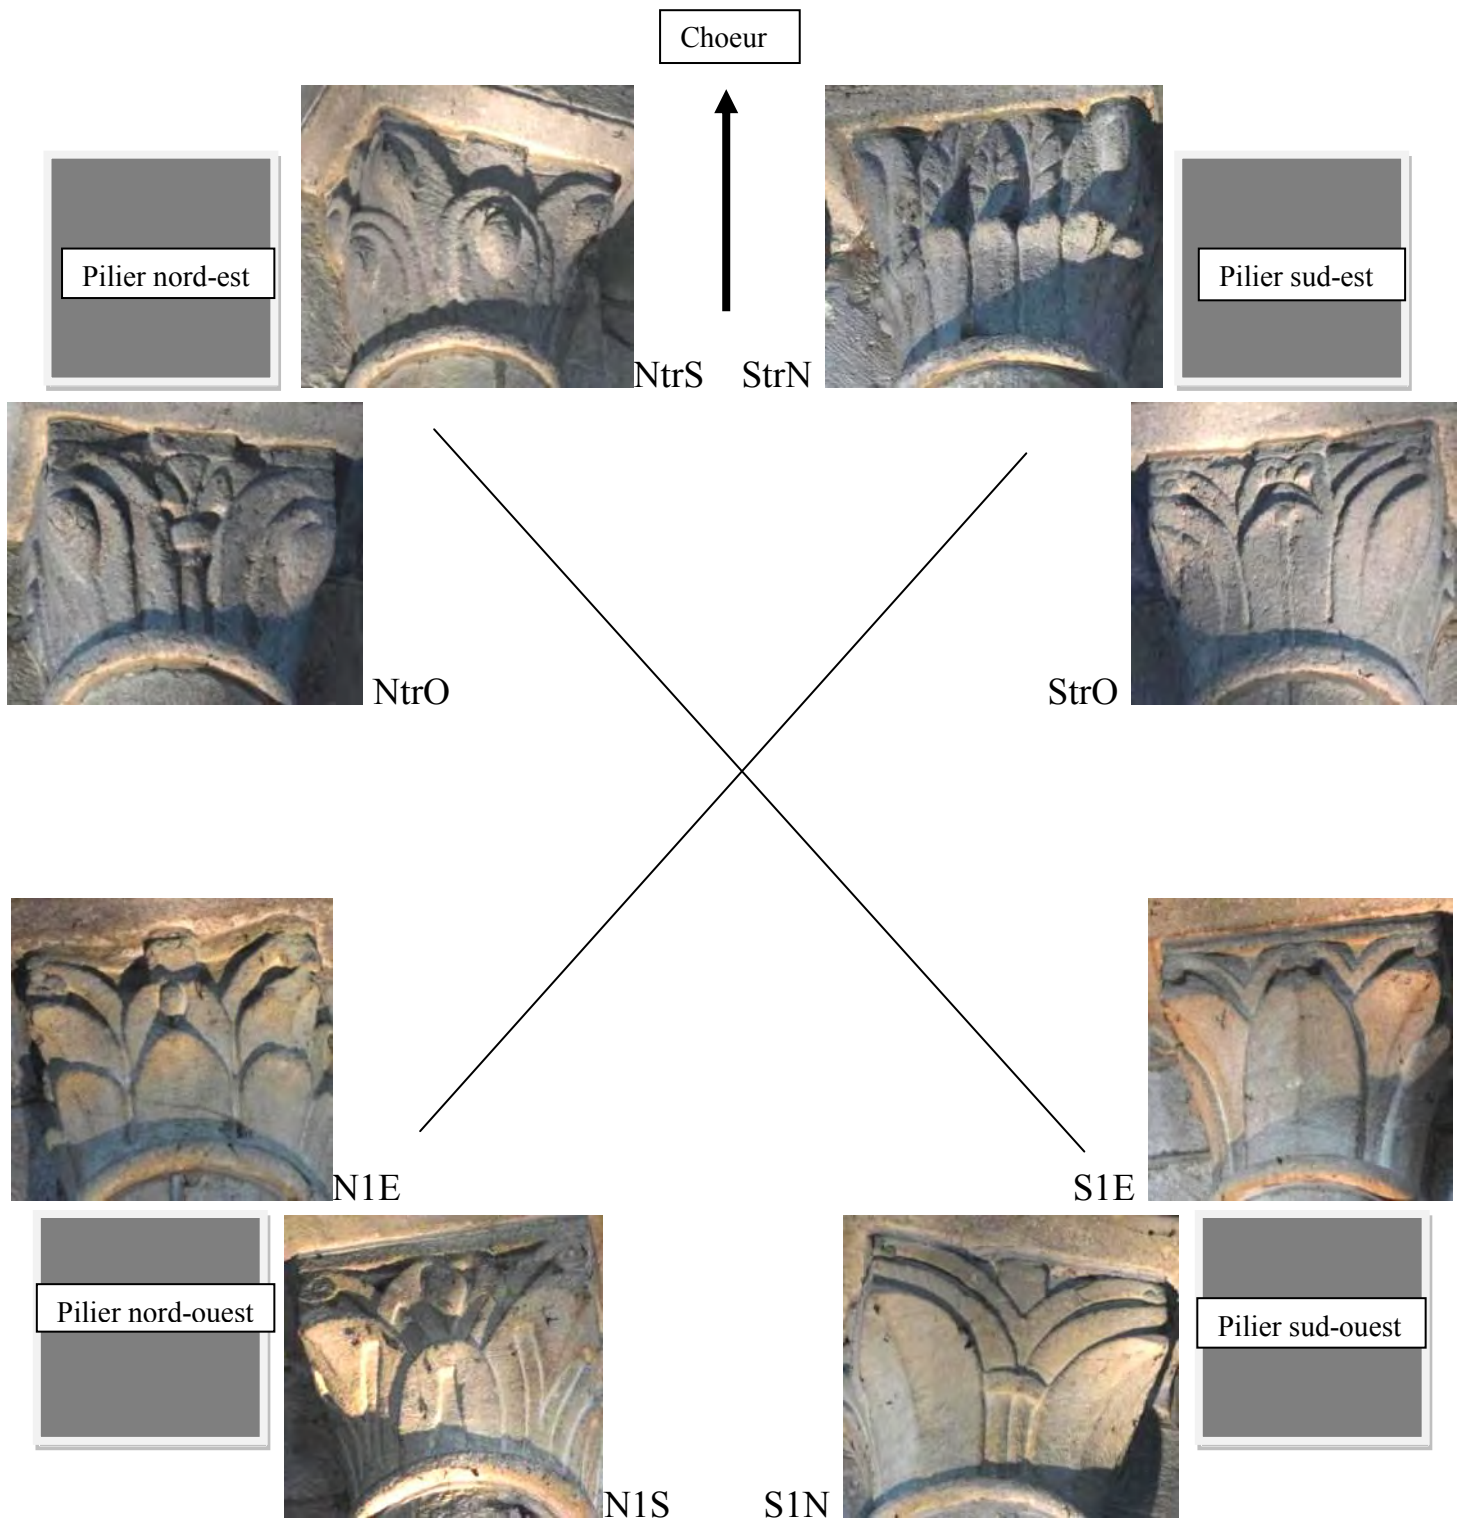 Choeur
Pilier nord-est
Pilier sud-est
NtrS
StrN
NtrO
StrO
N1E
S1E
Pilier nord-ouest
Pilier sud-ouest
N1S
S1N